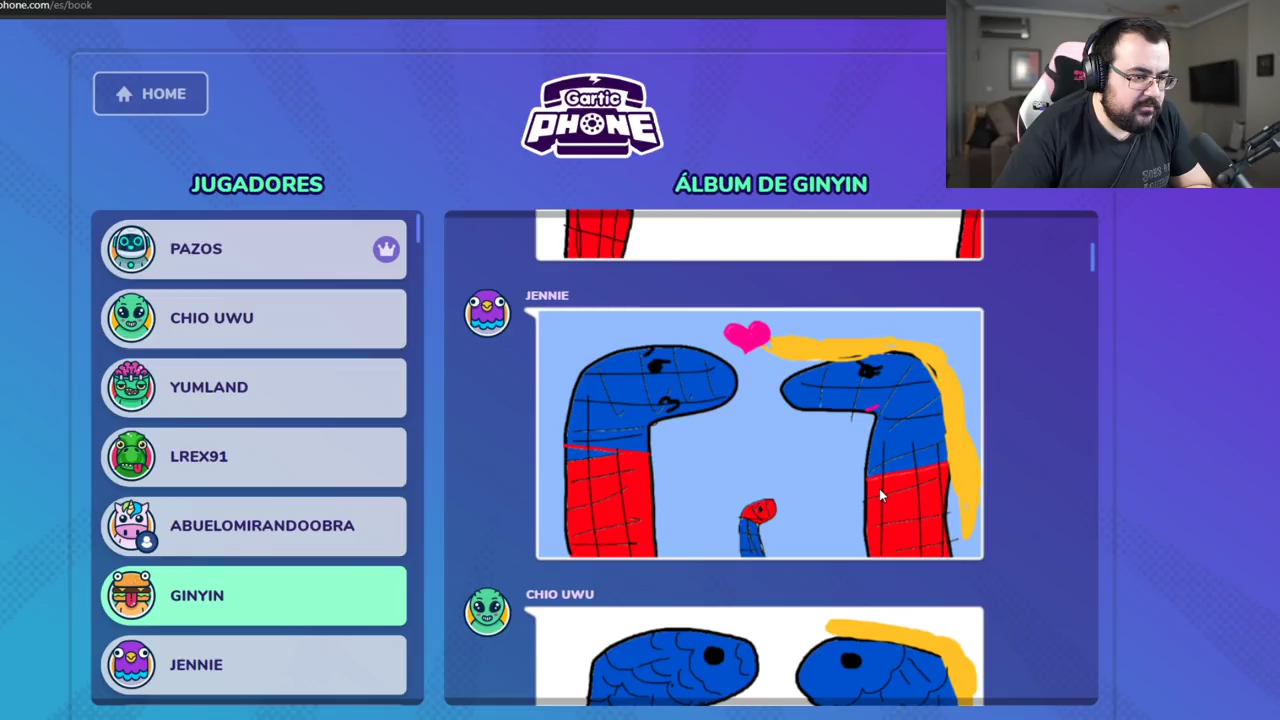 phone.com/es/book
HOME
Gartic
PHONE
JUGADORES
ÁLBUM DE GINYIN
PAZOS
CHIO UWU
YUMLAND
LREX91
ABUELOMIRANDOOBRA
GINYIN
JENNIE
JENNIE
CHIO UWU